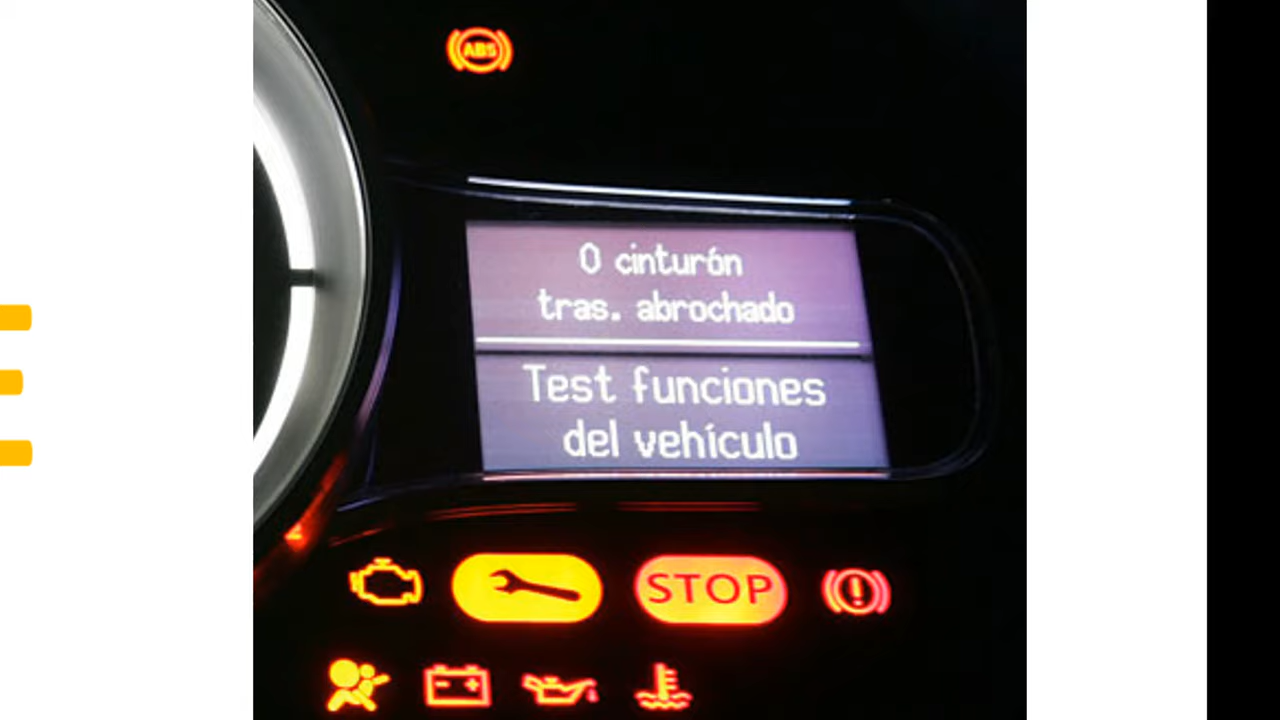 ABS
0 cinturón
tras. abrochado
Test funciones
del vehículo
STOP